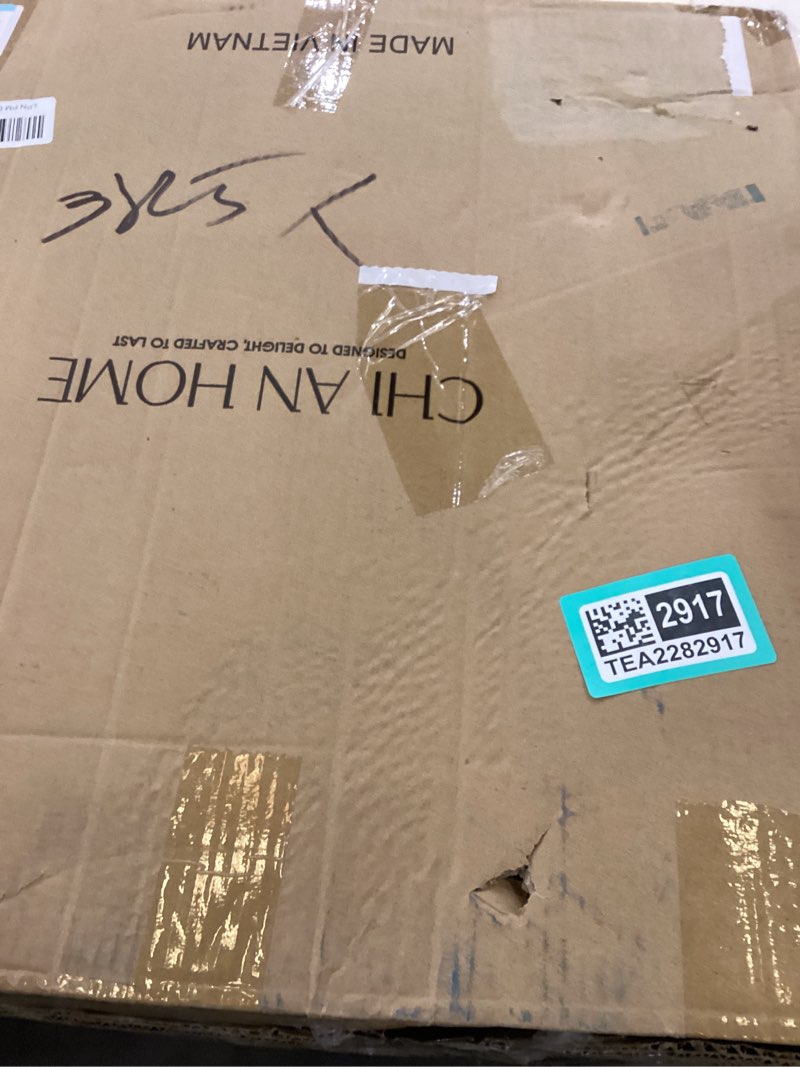 MADE IN VIETNAM
DESIGNED TO DELIGHT, CRAFTED TO LAST
CHI AN HOME
2917
TEA2282917